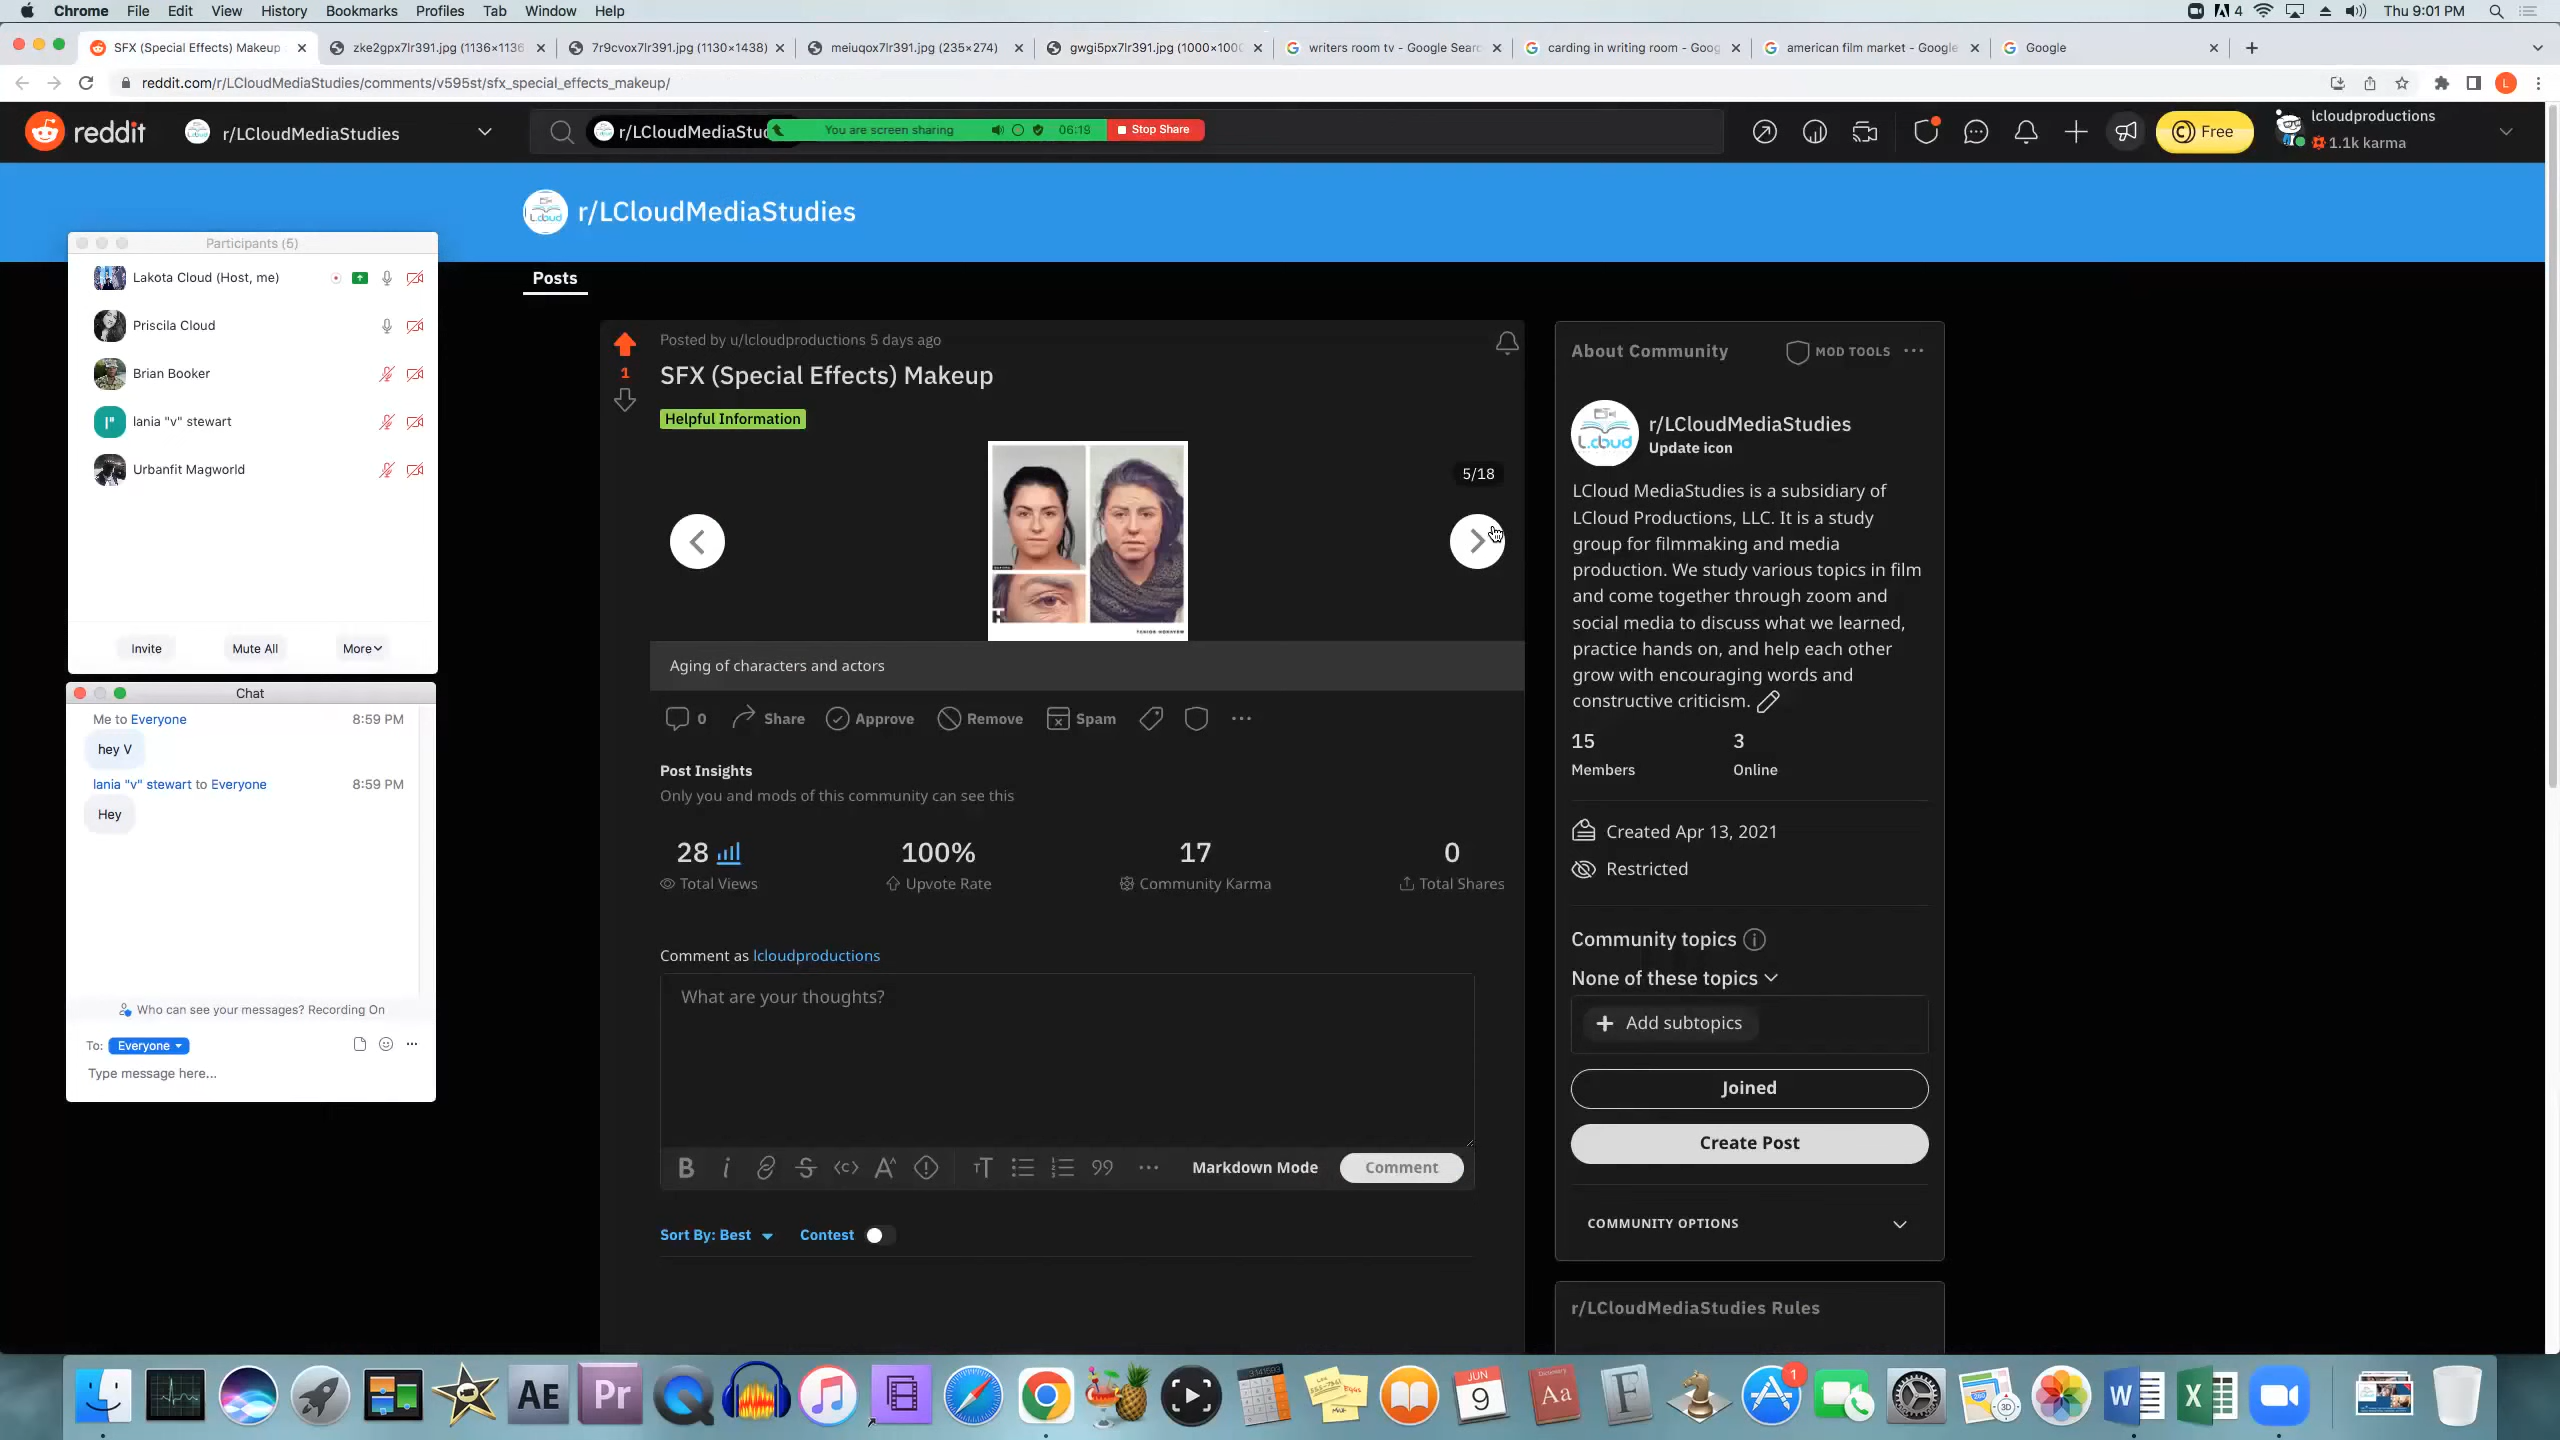 Chrome File Edit View History Bookmarks Profiles Tab Window Help 4 Thu 9:01 PM
SFX (Special Effects) Makeup zke2gpx7lr391.jpg (1136×1136 7r9cvox7lr391.jpg (1130×1438) meiuqox7lr391.jpg (235×274) gwgi5px7lr391.jpg (1000×1000 writers room tv - Google Sear carding in writing room - Goog american film market - Google Google
reddit.com/r/LCloudMediaStudies/comments/v595st/sfx_special_effects_makeup/ L
reddit r/LCloudMediaStudies r/LCloudMediaStud You are screen sharing 06:19 Stop Share Free lcloudproductions
1.1k karma
r/LCloudMediaStudies
Posts
Participants (5)
Lakota Cloud (Host, me)
Priscila Cloud
Brian Booker
lania "v" stewart
Urbanfit Magworld
Invite Mute All More
Chat
Me to Everyone 8:59 PM
hey V
lania "v" stewart to Everyone 8:59 PM
Hey
Who can see your messages? Recording On
To: Everyone
Type message here...
Posted by u/lcloudproductions 5 days ago
1
SFX (Special Effects) Makeup
Helpful Information
5/18
Aging of characters and actors
0 Share Approve Remove Spam
Post Insights
Only you and mods of this community can see this
28 100% 17 0
Total Views Upvote Rate Community Karma Total Shares
Comment as lcloudproductions
What are your thoughts?
Markdown Mode Comment
Sort By: Best Contest
About Community MOD TOOLS
r/LCloudMediaStudies
Update icon
LCloud MediaStudies is a subsidiary of
LCloud Productions, LLC. It is a study
group for filmmaking and media
production. We study various topics in film
and come together through zoom and
social media to discuss what we learned,
practice hands on, and help each other
grow with encouraging words and
constructive criticism.
15 3
Members Online
Created Apr 13, 2021
Restricted
Community topics
None of these topics
Add subtopics
Joined
Create Post
COMMUNITY OPTIONS
r/LCloudMediaStudies Rules
AE Pr JUN 9 Aa F 1 W X